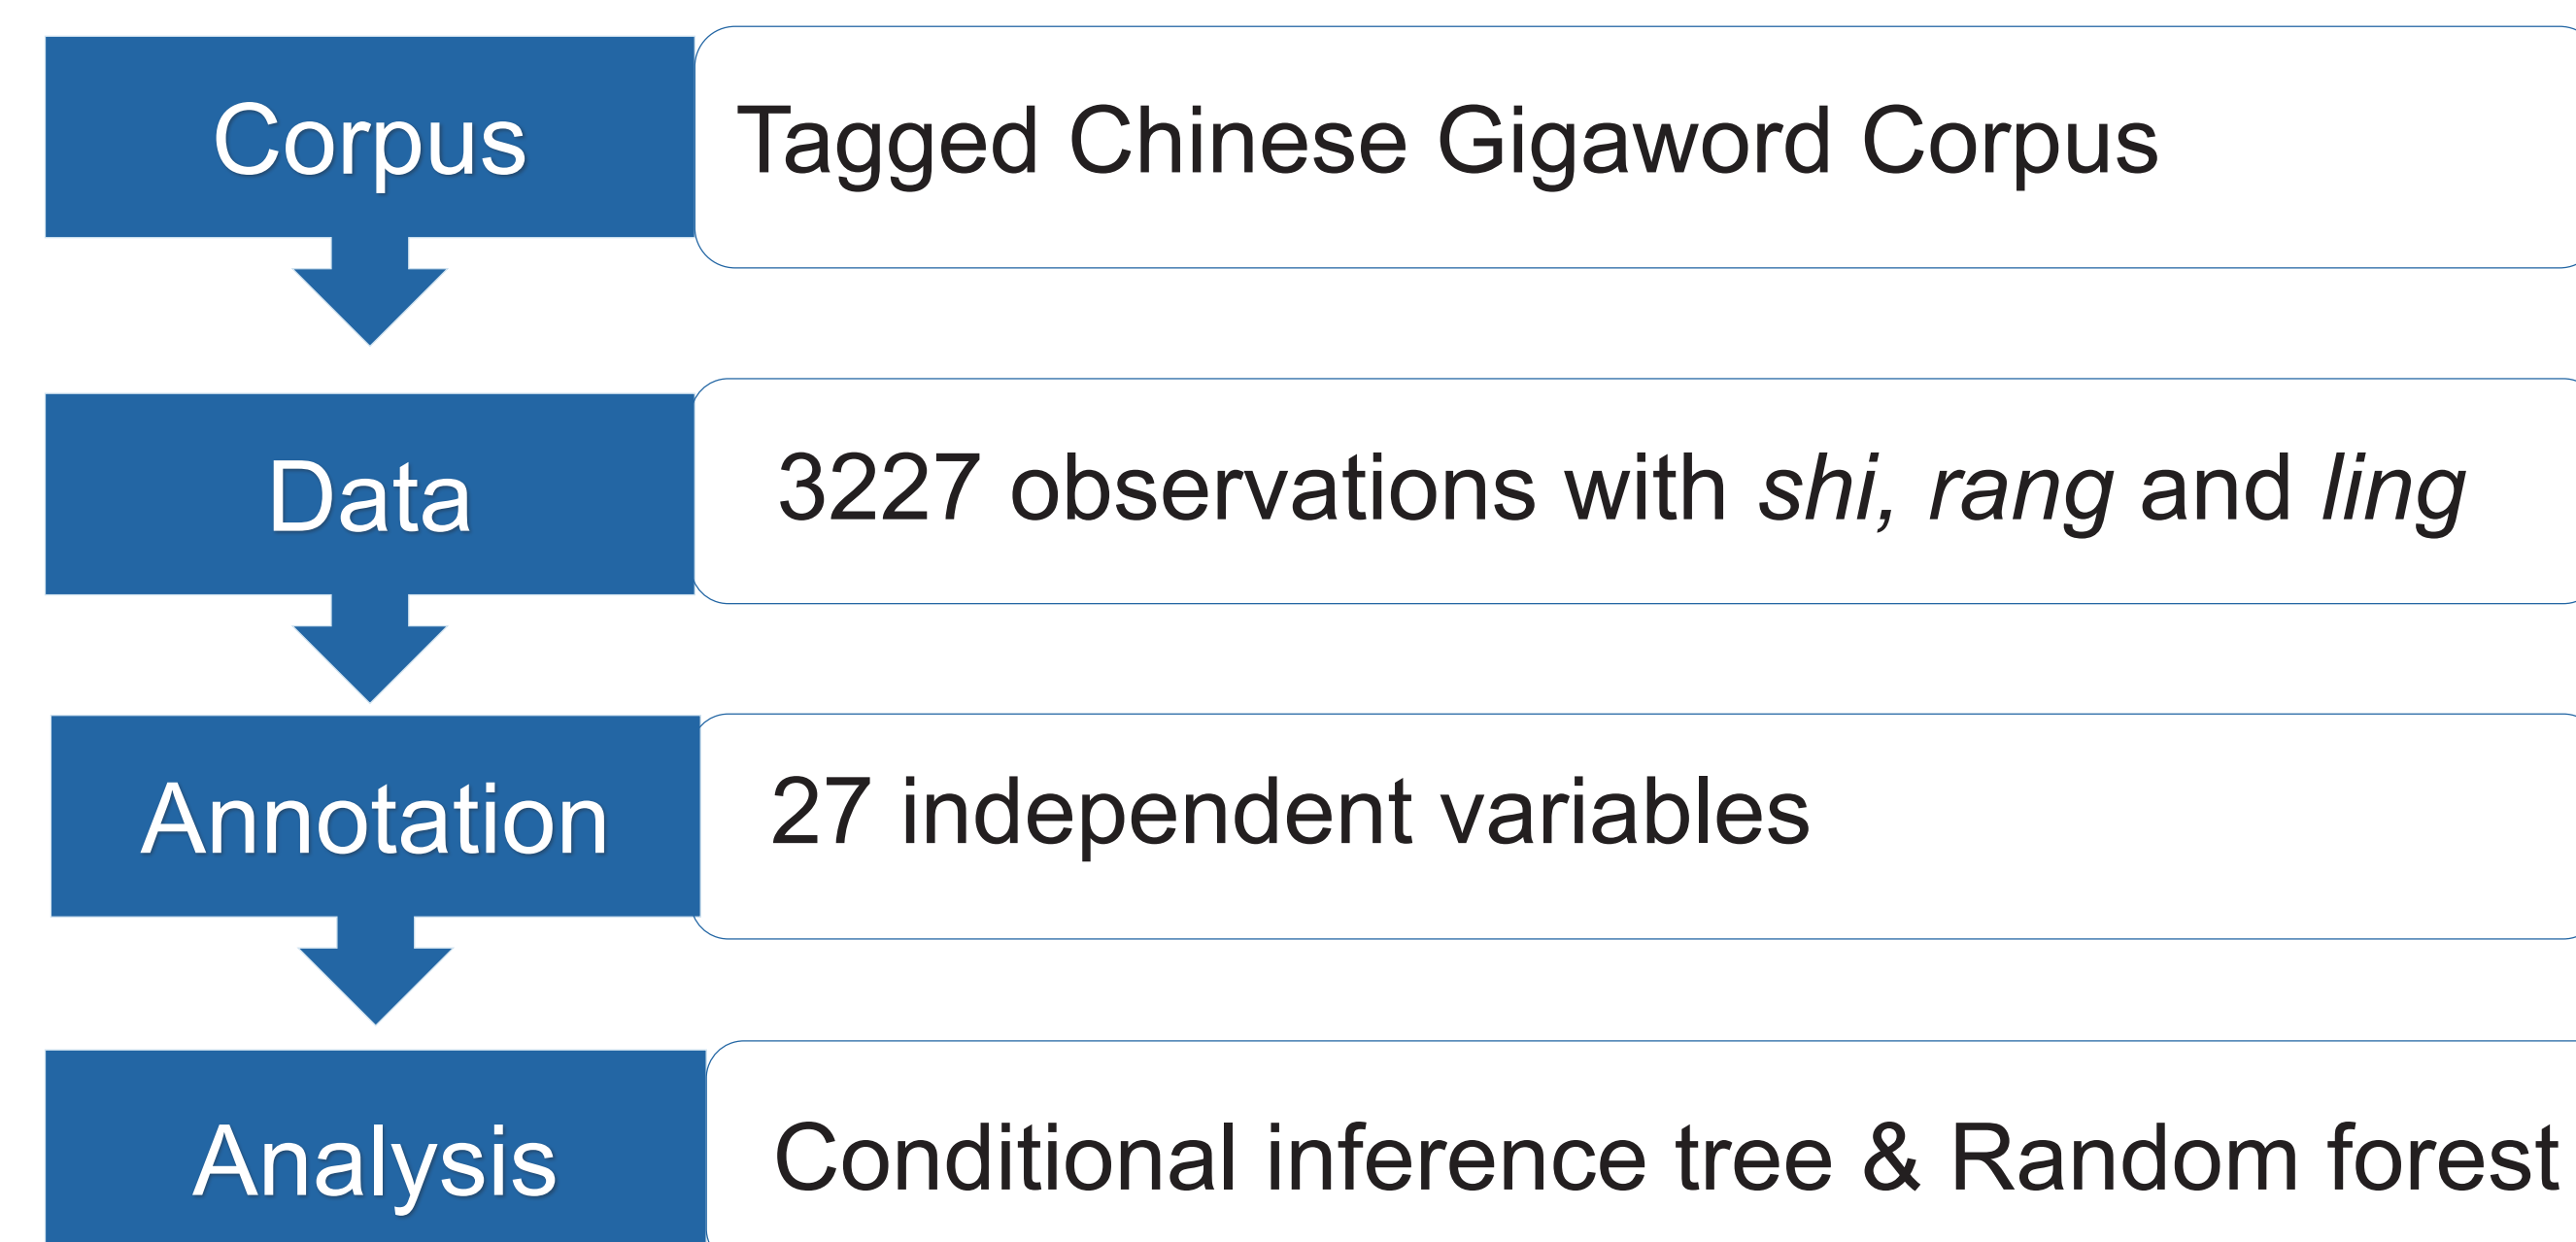 Corpus
Tagged Chinese Gigaword Corpus
Data
3227 observations with shi, rang and ling
Annotation
27 independent variables
Analysis
Conditional inference tree & Random forest